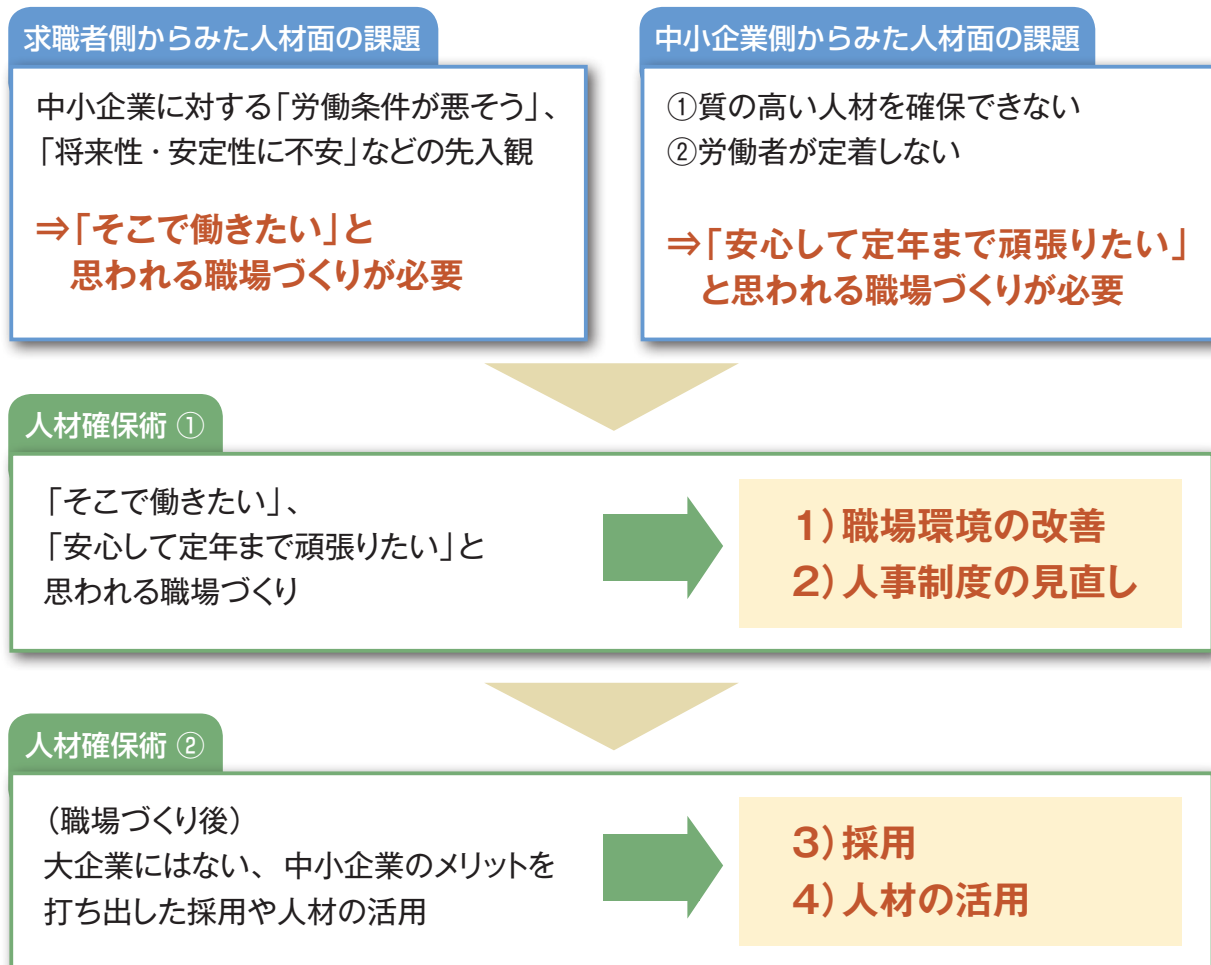 求職者側からみた人材面の課題
中小企業に対する「労働条件が悪そう」、
「将来性・安定性に不安」などの先入観
⇒「そこで働きたい」と
思われる職場づくりが必要
中小企業側からみた人材面の課題
①質の高い人材を確保できない
②労働者が定着しない
⇒「安心して定年まで頑張りたい」
と思われる職場づくりが必要
人材確保術 ①
「そこで働きたい」、
「安心して定年まで頑張りたい」と
思われる職場づくり
1）職場環境の改善
2）人事制度の見直し
人材確保術 ②
（職場づくり後）
大企業にはない、中小企業のメリットを
打ち出した採用や人材の活用
3）採用
4）人材の活用